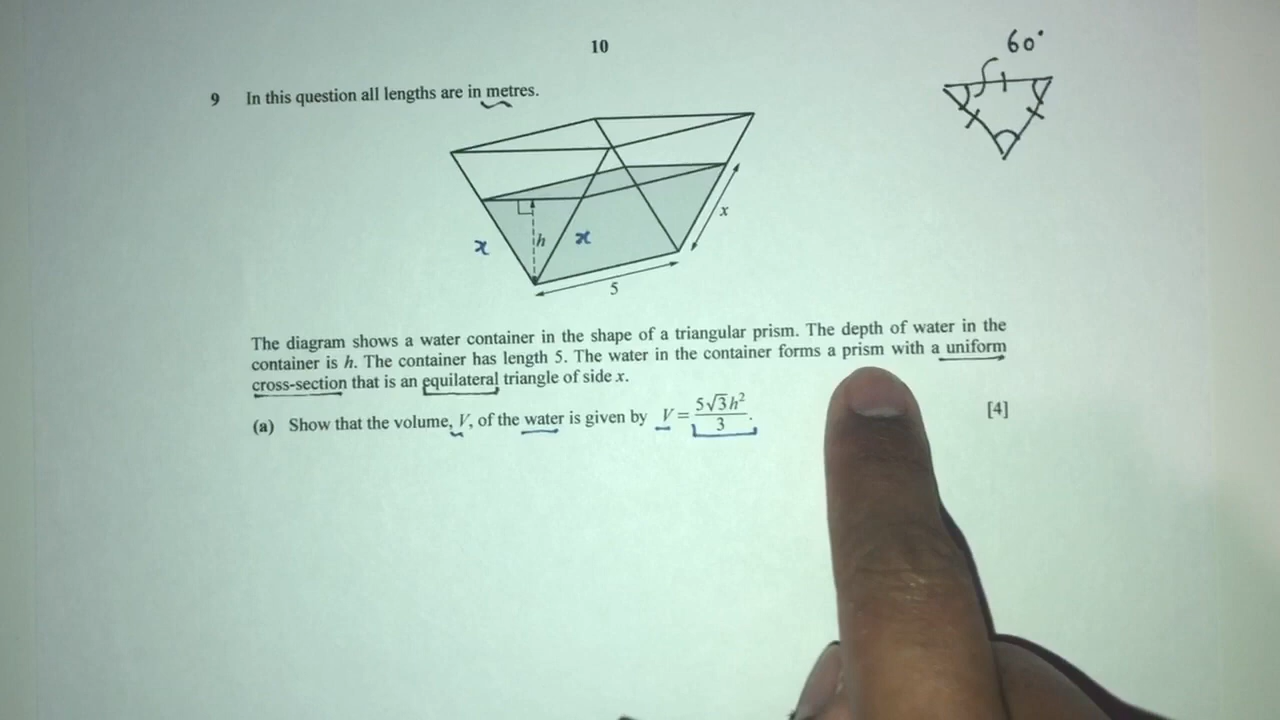 10
60°
9 In this question all lengths are in metres.
x
h
x
x
5
The diagram shows a water container in the shape of a triangular prism. The depth of water in the
container is h. The container has length 5. The water in the container forms a prism with a uniform
cross-section that is an equilateral triangle of side x.
(a) Show that the volume, V, of the water is given by V = 5√3h²/3. [4]